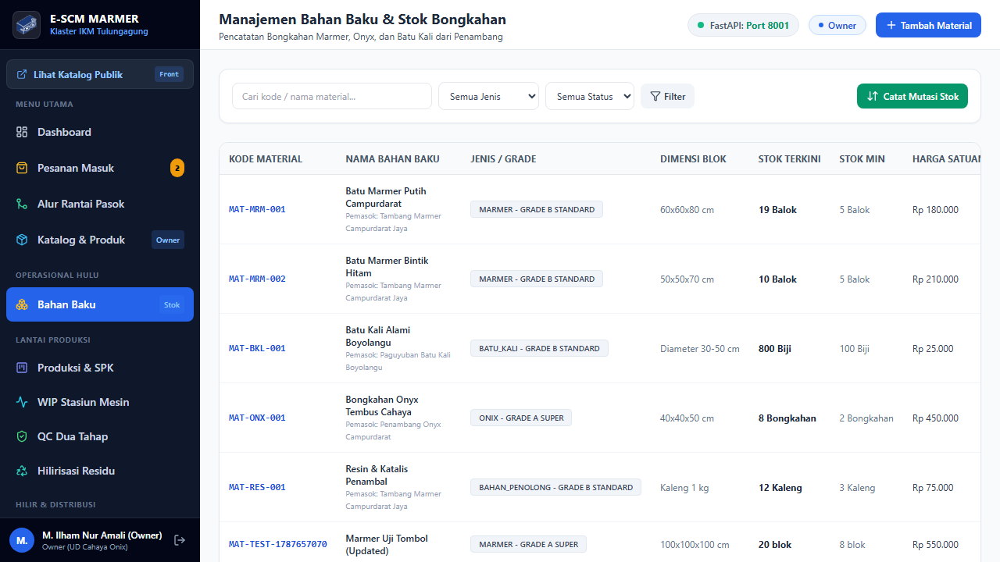 E-SCM MARMER
Klaster IKM Tulungagung
Lihat Katalog Publik Front
MENU UTAMA
Dashboard
Pesanan Masuk 2
Alur Rantai Pasok
Katalog & Produk Owner
OPERASIONAL HULU
Bahan Baku Stok
LANTAI PRODUKSI
Produksi & SPK
WIP Stasiun Mesin
QC Dua Tahap
Hilirisasi Residu
HILIR & DISTRIBUSI
M. M. Ilham Nur Amali (Owner)
Owner (UD Cahaya Onix)
Manajemen Bahan Baku & Stok Bongkahan
Pencatatan Bongkahan Marmer, Onyx, dan Batu Kali dari Penambang
FastAPI: Port 8001 Owner Tambah Material
Cari kode / nama material... Semua Jenis Semua Status Filter Catat Mutasi Stok
KODE MATERIAL NAMA BAHAN BAKU JENIS / GRADE DIMENSI BLOK STOK TERKINI STOK MIN HARGA SATUAN
MAT-MRM-001 Batu Marmer Putih Campurdarat MARMER - GRADE B STANDARD 60x60x80 cm 19 Balok 5 Balok Rp 180.000
Pemasok: Tambang Marmer
Campurdarat Jaya
MAT-MRM-002 Batu Marmer Bintik Hitam MARMER - GRADE B STANDARD 50x50x70 cm 10 Balok 5 Balok Rp 210.000
Pemasok: Tambang Marmer
Campurdarat Jaya
MAT-BKL-001 Batu Kali Alami Boyolangu BATU_KALI - GRADE B STANDARD Diameter 30-50 cm 800 Biji 100 Biji Rp 25.000
Pemasok: Paguyuban Batu Kali
Boyolangu
MAT-ONX-001 Bongkahan Onyx Tembus Cahaya ONIX - GRADE A SUPER 40x40x50 cm 8 Bongkahan 2 Bongkahan Rp 450.000
Pemasok: Penambang Onyx
Campurdarat
MAT-RES-001 Resin & Katalis Penambal BAHAN_PENOLONG - GRADE B STANDARD Kaleng 1 kg 12 Kaleng 3 Kaleng Rp 75.000
Pemasok: Tambang Marmer
Campurdarat Jaya
MAT-TEST-1787657070 Marmer Uji Tombol (Updated) MARMER - GRADE A SUPER 100x100x100 cm 20 blok 8 blok Rp 550.000